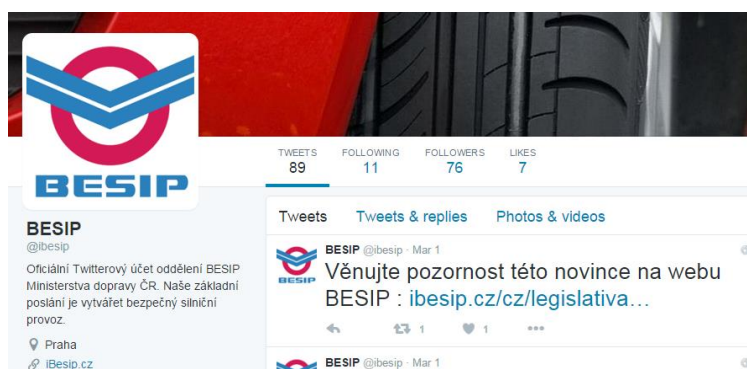 BESIP
TWEETS FOLLOWING FOLLOWERS LIKES
89 11 76 7
BESIP
@ibesip
Oficiální Twitterový účet oddělení BESIP
Ministerstva dopravy ČR. Naše základní
poslání je vytvářet bezpečný silniční
provoz.
Praha
iBesip.cz
Tweets Tweets & replies Photos & videos
BESIP
BESIP @ibesip · Mar 1
Věnujte pozornost této novince na webu
BESIP : ibesip.cz/cz/legislativa…
1 1
BESIP @ibesip · Mar 1